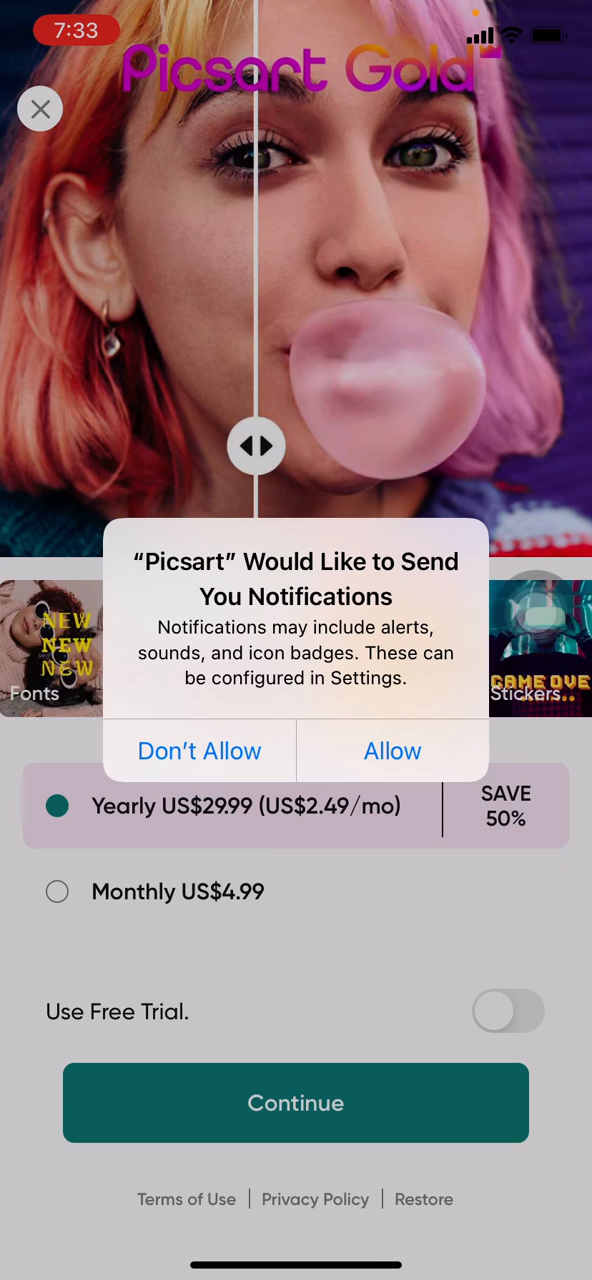 7:33
Picsart Gold
“Picsart” Would Like to Send
You Notifications
Notifications may include alerts,
sounds, and icon badges. These can
be configured in Settings.
Don’t Allow
Allow
NEW
NEW
NEW
Fonts
GAME OVE
Stickers
Yearly US$29.99 (US$2.49/mo)
SAVE
50%
Monthly US$4.99
Use Free Trial.
Continue
Terms of Use | Privacy Policy | Restore